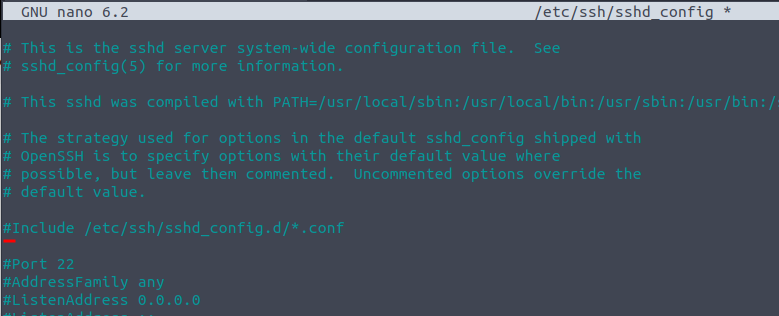 GNU nano 6.2 /etc/ssh/sshd_config *
# This is the sshd server system-wide configuration file.  See
# sshd_config(5) for more information.
# This sshd was compiled with PATH=/usr/local/sbin:/usr/local/bin:/usr/sbin:/usr/bin:/
# The strategy used for options in the default sshd_config shipped with
# OpenSSH is to specify options with their default value where
# possible, but leave them commented.  Uncommented options override the
# default value.
#Include /etc/ssh/sshd_config.d/*.conf
#Port 22
#AddressFamily any
#ListenAddress 0.0.0.0